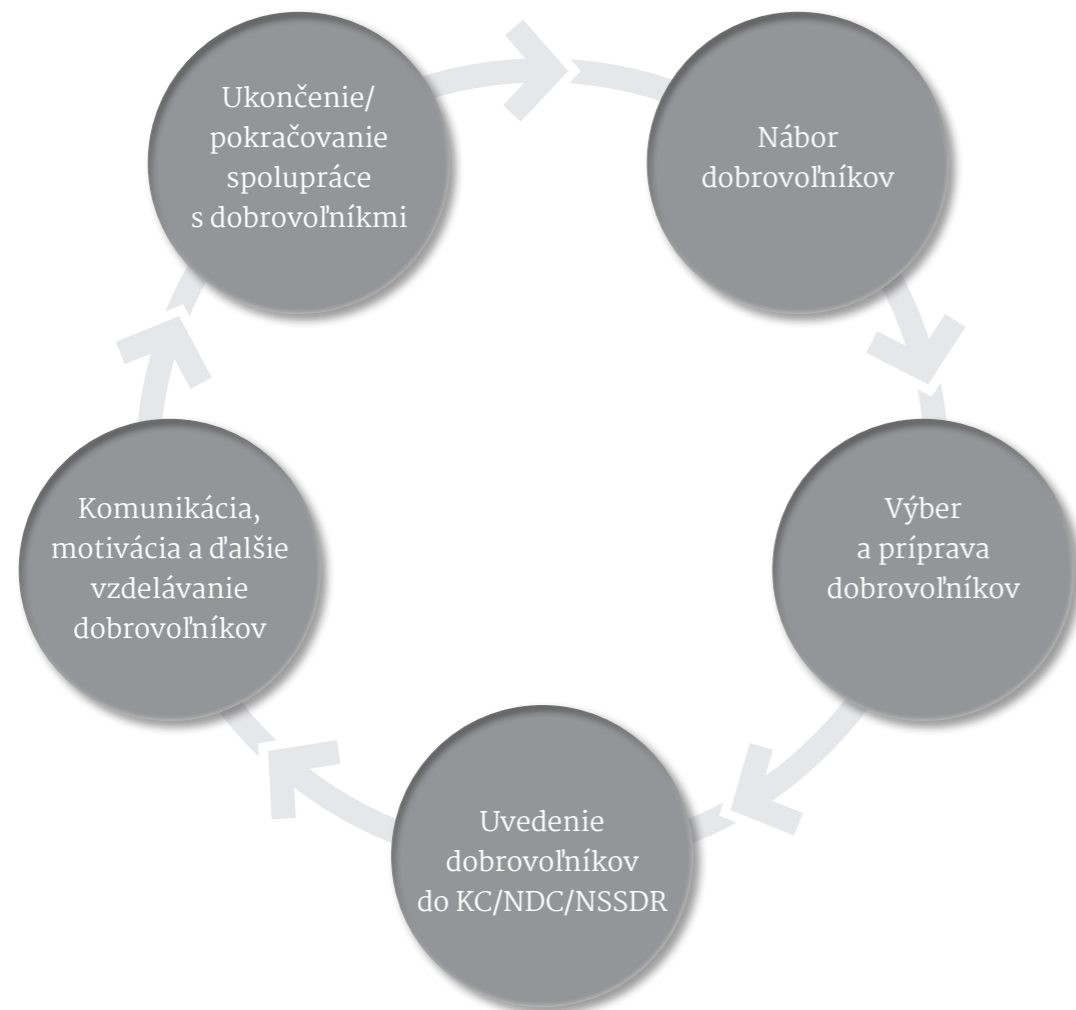 Ukončenie/
pokračovanie
spolupráce
s dobrovoľníkmi
Nábor
dobrovoľníkov
Výber
a príprava
dobrovoľníkov
Uvedenie
dobrovoľníkov
do KC/NDC/NSSDR
Komunikácia,
motivácia a ďalšie
vzdelávanie
dobrovoľníkov